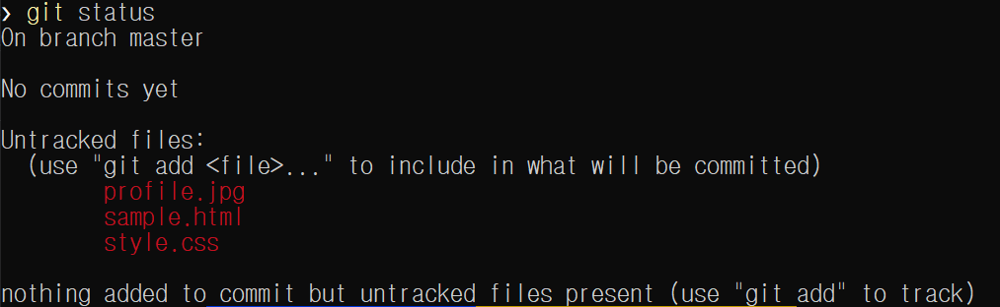 ❯ git status
On branch master
No commits yet
Untracked files:
(use "git add <file>..." to include in what will be committed)
profile.jpg
sample.html
style.css
nothing added to commit but untracked files present (use "git add" to track)